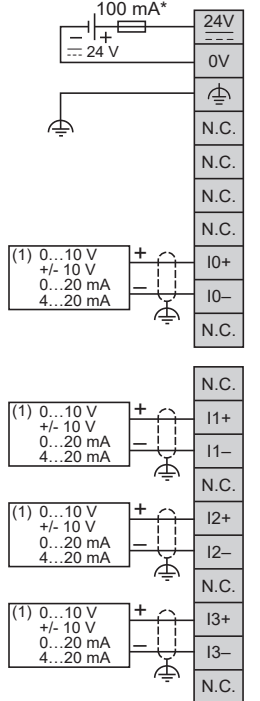 100 mA*
24V
− +
24 V
0V
N.C.
N.C.
N.C.
N.C.
(1) 0...10 V
+/- 10 V
0...20 mA
4...20 mA
+
−
I0+
I0–
N.C.
N.C.
(1) 0...10 V
+/- 10 V
0...20 mA
4...20 mA
+
−
I1+
I1–
N.C.
(1) 0...10 V
+/- 10 V
0...20 mA
4...20 mA
+
−
I2+
I2–
N.C.
(1) 0...10 V
+/- 10 V
0...20 mA
4...20 mA
+
−
I3+
I3–
N.C.